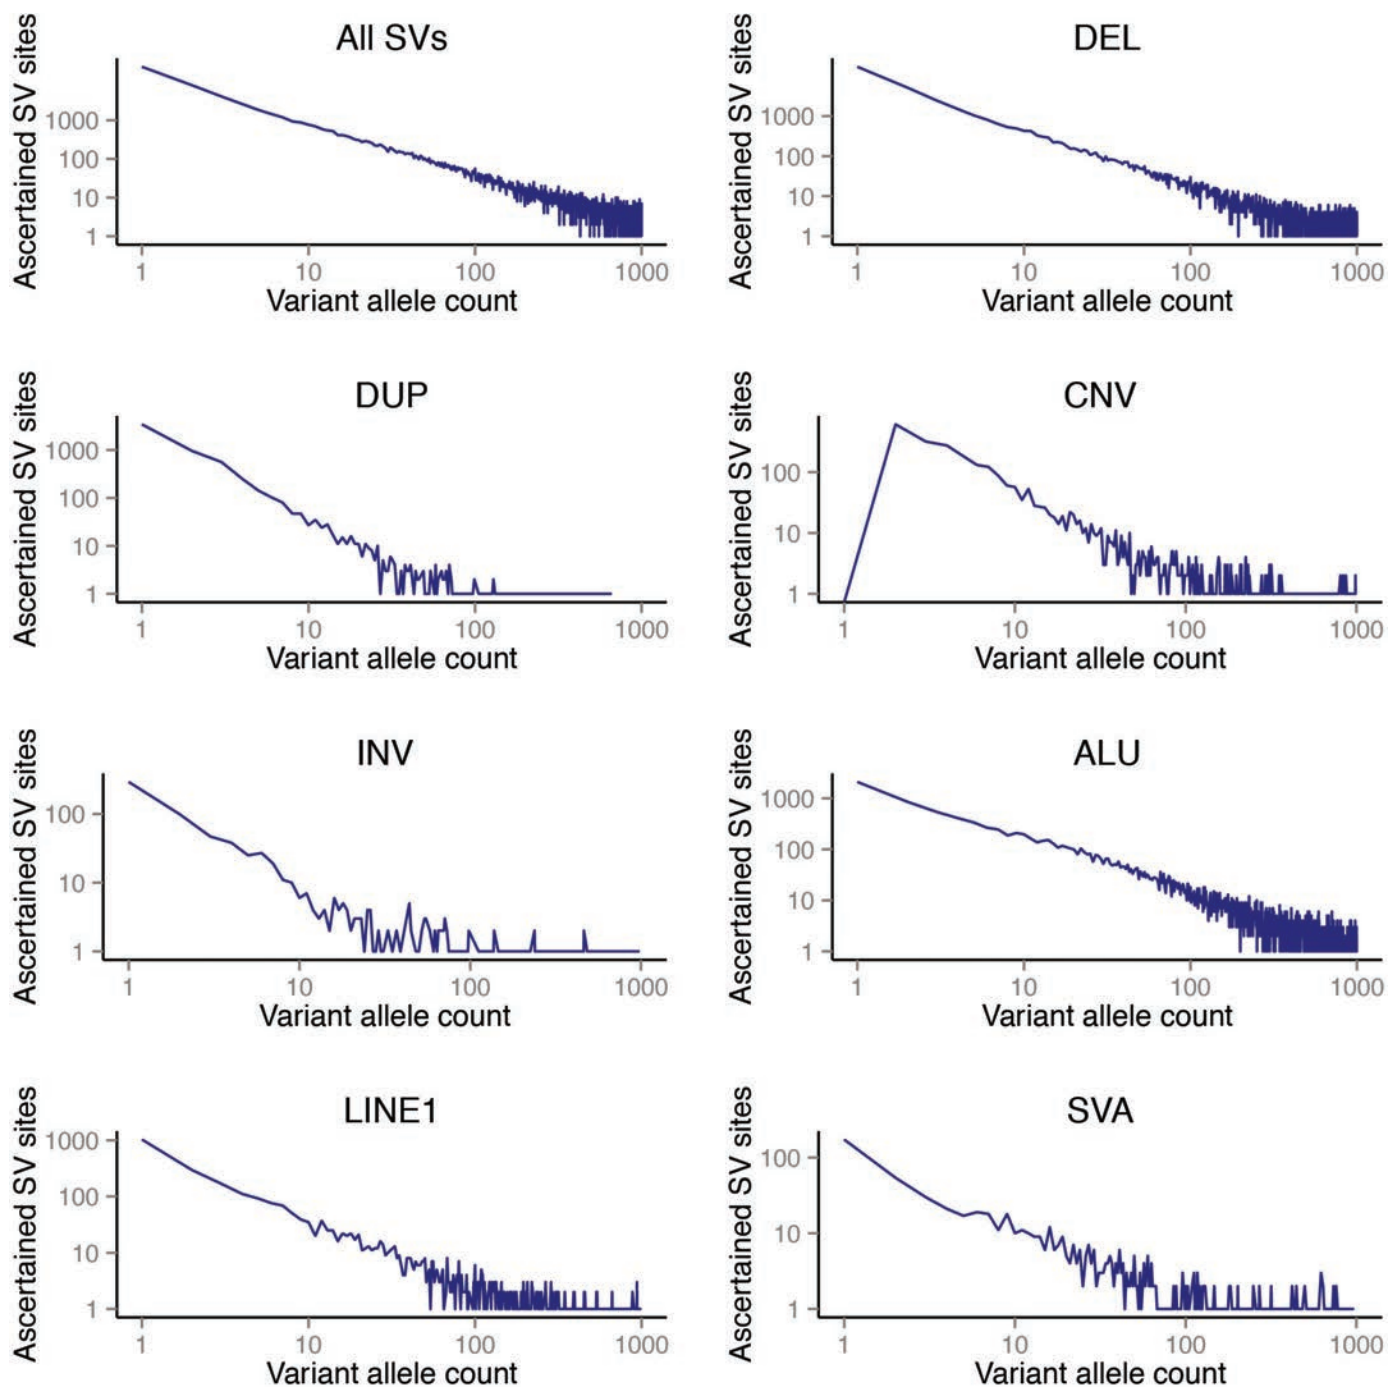 All SVs
Ascertained SV sites
1000
100
10
1
1 10 100 1000
Variant allele count
DEL
Ascertained SV sites
1000
100
10
1
1 10 100 1000
Variant allele count
DUP
Ascertained SV sites
1000
100
10
1
1 10 100 1000
Variant allele count
CNV
Ascertained SV sites
100
10
1
1 10 100 1000
Variant allele count
INV
Ascertained SV sites
100
10
1
1 10 100 1000
Variant allele count
ALU
Ascertained SV sites
1000
100
10
1
1 10 100 1000
Variant allele count
LINE1
Ascertained SV sites
1000
100
10
1
1 10 100 1000
Variant allele count
SVA
Ascertained SV sites
100
10
1
1 10 100 1000
Variant allele count